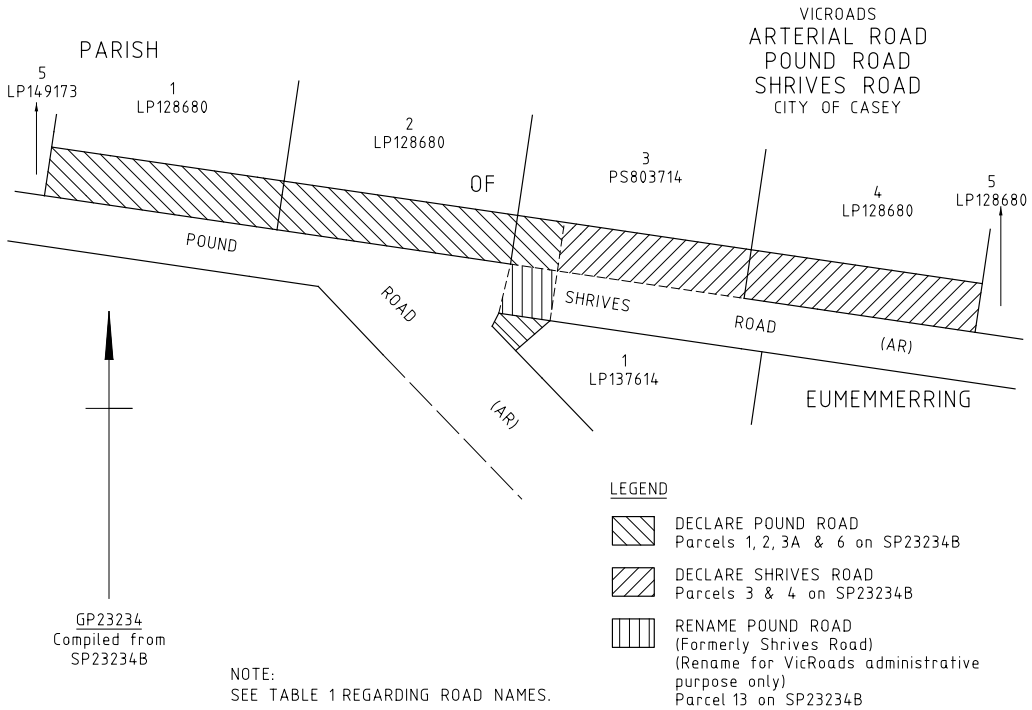 VICROADS
ARTERIAL ROAD
POUND ROAD
SHRIVES ROAD
CITY OF CASEY
PARISH
5
LP149173
1
LP128680
2
LP128680
OF
3
PS803714
4
LP128680
5
LP128680
POUND
ROAD
SHRIVES
ROAD
(AR)
(AR)
1
LP137614
EUMEMMERRING
LEGEND
DECLARE POUND ROAD
Parcels 1, 2, 3A & 6 on SP23234B
DECLARE SHRIVES ROAD
Parcels 3 & 4 on SP23234B
RENAME POUND ROAD
(Formerly Shrives Road)
(Rename for VicRoads administrative
purpose only)
Parcel 13 on SP23234B
GP23234
Compiled from
SP23234B
NOTE:
SEE TABLE 1 REGARDING ROAD NAMES.